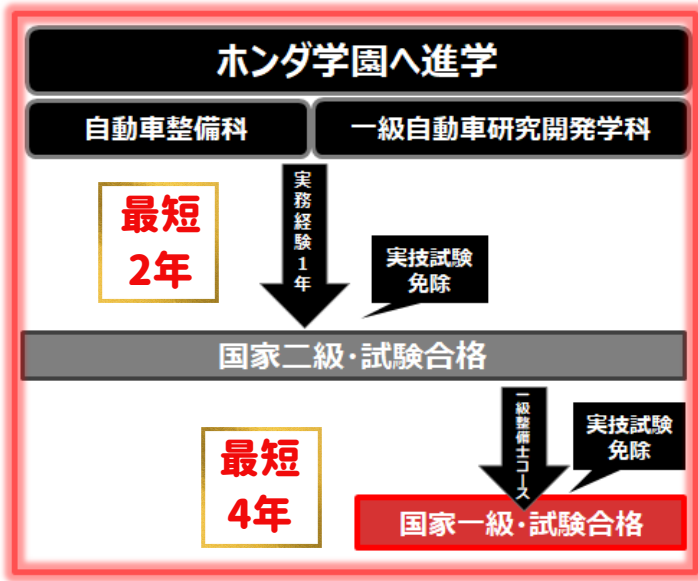 ホンダ学園へ進学
自動車整備科
一級自動車研究開発学科
実務経験1年
最短
2年
実技試験
免除
国家二級・試験合格
一級整備士コース
実技試験
免除
最短
4年
国家一級・試験合格